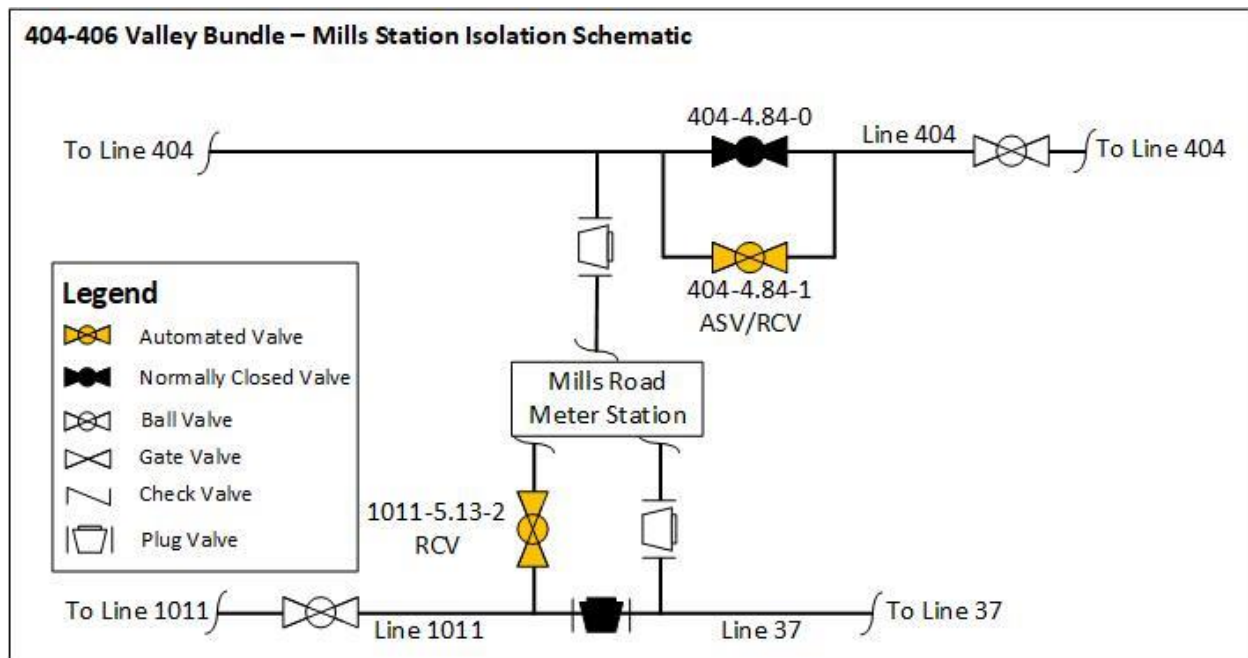 404-406 Valley Bundle – Mills Station Isolation Schematic
404-4.84-0
To Line 404
Line 404
To Line 404
404-4.84-1
ASV/RCV
Legend
Automated Valve
Normally Closed Valve
Ball Valve
Gate Valve
Check Valve
Plug Valve
Mills Road
Meter Station
1011-5.13-2
RCV
To Line 1011
Line 1011
Line 37
To Line 37